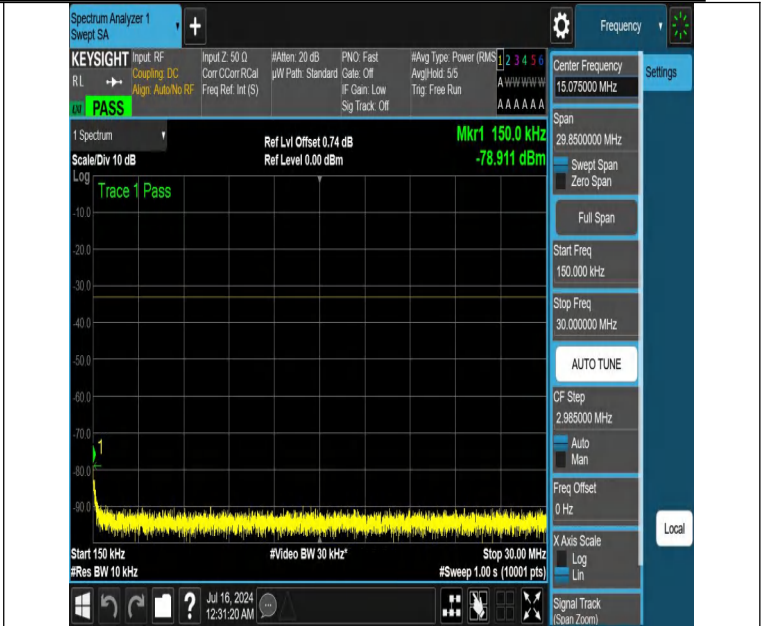 Spectrum Analyzer 1
Swept SA
+
Frequency
KEYSIGHT
RL
LXI PASS
Input: RF
Coupling: DC
Align: Auto/No RF
Input Z: 50 Ω
Corr CCorr RCal
Freq Ref: Int (S)
#Atten: 20 dB
µW Path: Standard
PNO: Fast
Gate: Off
IF Gain: Low
Sig Track: Off
#Avg Type: Power (RMS
Avg|Hold: 5/5
Trig: Free Run
1 2 3 4 5 6
A W W W W W
A A A A A A
1 Spectrum
Scale/Div 10 dB
Log
Ref Lvl Offset 0.74 dB
Ref Level 0.00 dBm
Mkr1 150.0 kHz
-78.911 dBm
Trace 1 Pass
-10.0
-20.0
-30.0
-40.0
-50.0
-60.0
-70.0
-80.0
-90.0
1
Start 150 kHz
#Res BW 10 kHz
#Video BW 30 kHz*
Stop 30.00 MHz
#Sweep 1.00 s (10001 pts)
Center Frequency
15.075000 MHz
Settings
Span
29.8500000 MHz
Swept Span
Zero Span
Full Span
Start Freq
150.000 kHz
Stop Freq
30.000000 MHz
AUTO TUNE
CF Step
2.985000 MHz
Auto
Man
Freq Offset
0 Hz
X Axis Scale
Log
Lin
Local
Signal Track
(Span Zoom)
?
Jul 16, 2024
12:31:20 AM